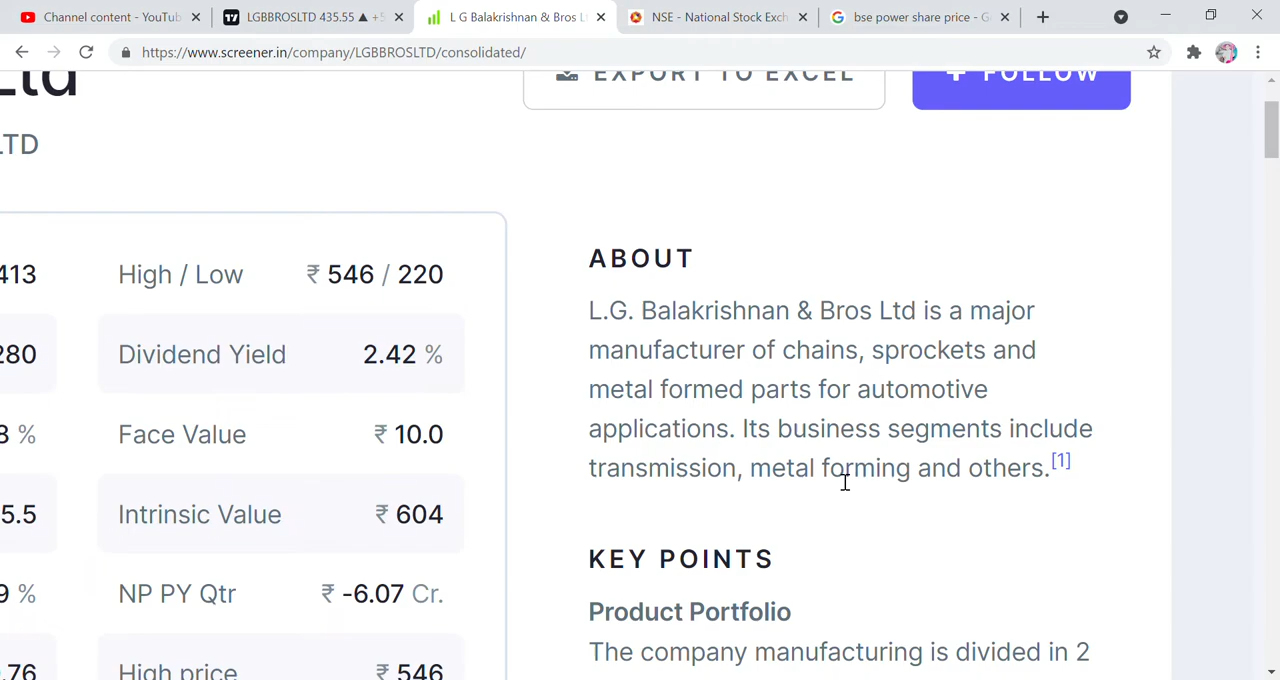 Channel content - YouTub
LGBBROSLTD 435.55 ▲ +5
L G Balakrishnan & Bros L
NSE - National Stock Exch
bse power share price - G
https://www.screener.in/company/LGBBROSLTD/consolidated/
Ltd
EXPORT TO EXCEL
+ FOLLOW
LTD
413
High / Low ₹ 546 / 220
280
Dividend Yield 2.42 %
8 %
Face Value ₹ 10.0
5.5
Intrinsic Value ₹ 604
9 %
NP PY Qtr ₹ -6.07 Cr.
.76
High price ₹ 546
ABOUT
L.G. Balakrishnan & Bros Ltd is a major
manufacturer of chains, sprockets and
metal formed parts for automotive
applications. Its business segments include
transmission, metal forming and others.[1]
KEY POINTS
Product Portfolio
The company manufacturing is divided in 2